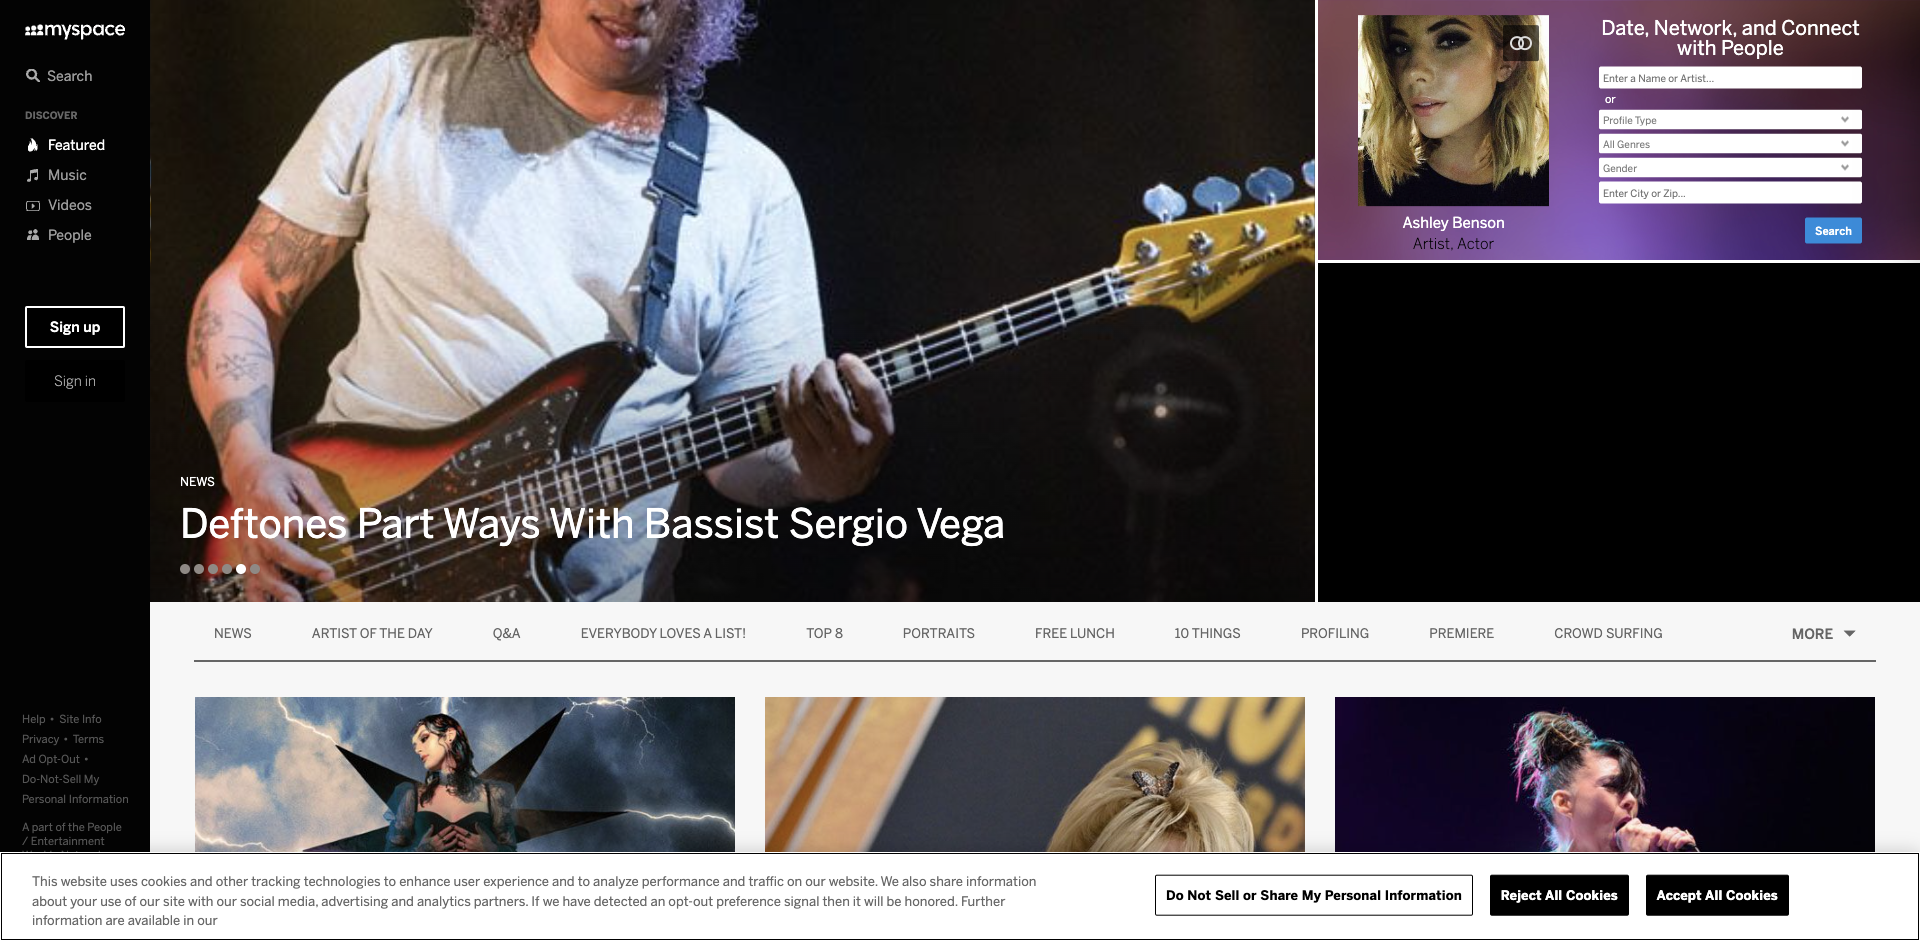 myspace
Search
DISCOVER
Featured
Music
Videos
People
Sign up
Sign in
Help • Site Info
Privacy • Terms
Ad Opt-Out •
Do-Not-Sell My
Personal Information
A part of the People
/ Entertainment
NEWS
Deftones Part Ways With Bassist Sergio Vega
Ashley Benson
Artist, Actor
Date, Network, and Connect
with People
Enter a Name or Artist...
or
Profile Type
All Genres
Gender
Enter City or Zip...
Search
NEWS
ARTIST OF THE DAY
Q&A
EVERYBODY LOVES A LIST!
TOP 8
PORTRAITS
FREE LUNCH
10 THINGS
PROFILING
PREMIERE
CROWD SURFING
MORE
This website uses cookies and other tracking technologies to enhance user experience and to analyze performance and traffic on our website. We also share information
about your use of our site with our social media, advertising and analytics partners. If we have detected an opt-out preference signal then it will be honored. Further
information are available in our
Do Not Sell or Share My Personal Information
Reject All Cookies
Accept All Cookies